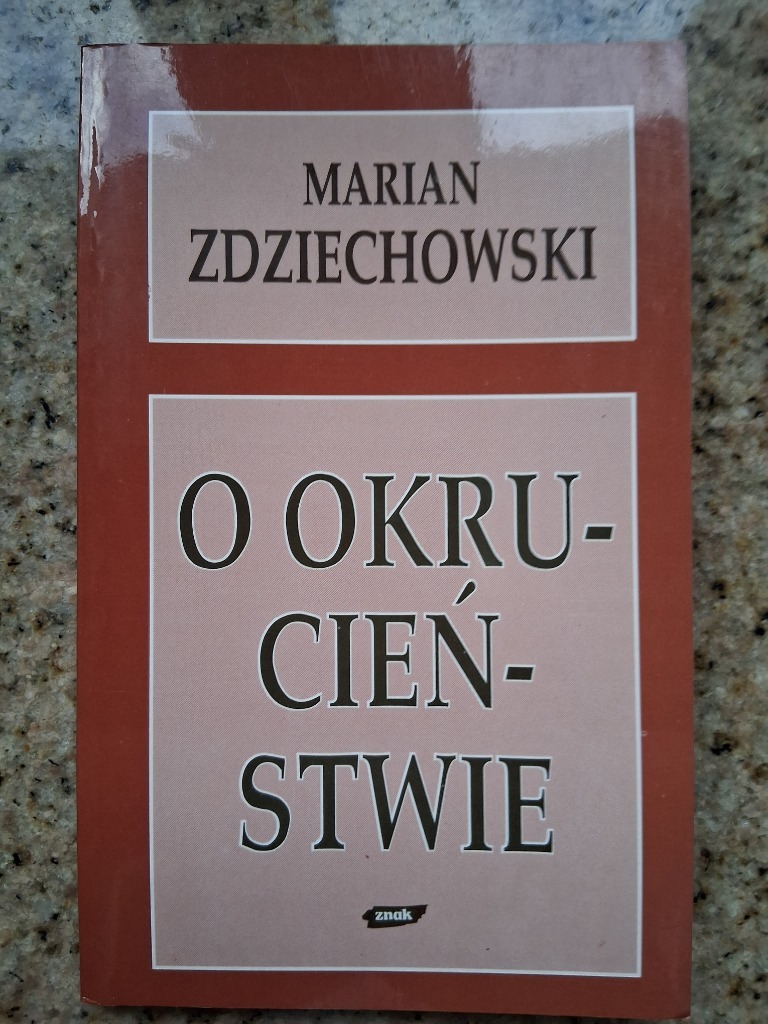 MARIAN
ZDZIECHOWSKI
O OKRU-
CIEŃ-
STWIE
znak